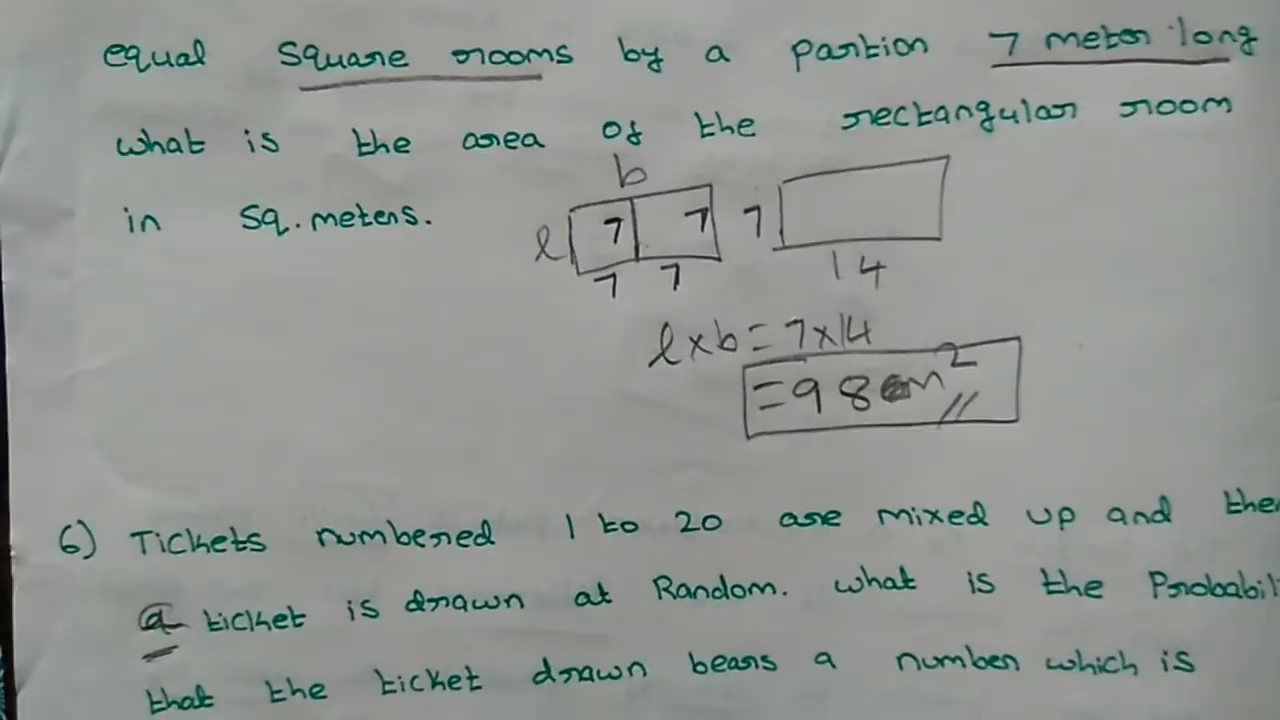 equal square rooms by a partion 7 meter long
what is the area of the rectangular room
in sq. meters.
b
l 7 7 7
7 7 14
l x b = 7 x 14
= 98 m²
6) Tickets numbered 1 to 20 are mixed up and the
a ticket is drawn at Random. what is the Probabil
that the ticket drawn bears a number which is